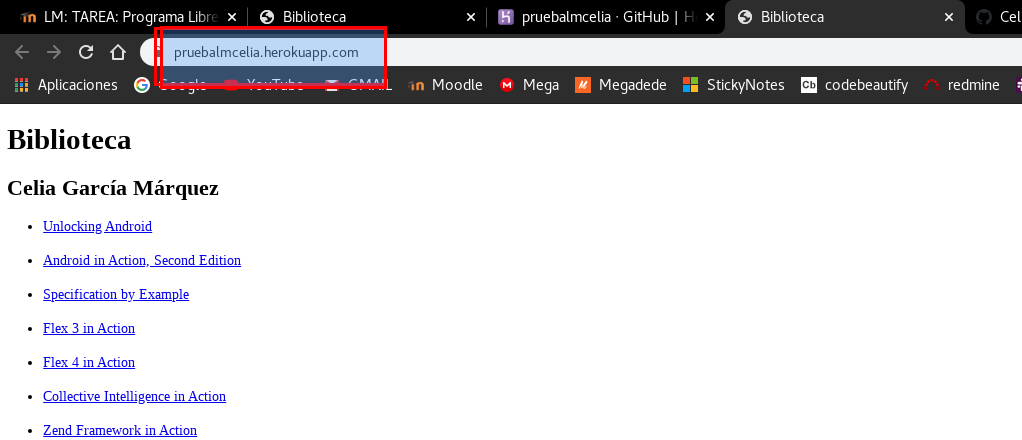 LM: TAREA: Programa Libre
Biblioteca
pruebalmcelia · GitHub | He
Biblioteca
Cel
pruebalmcelia.herokuapp.com
Aplicaciones Google YouTube GMAIL Moodle Mega Megadede StickyNotes Cb codebeautify redmine
Biblioteca
Celia García Márquez
Unlocking Android
Android in Action, Second Edition
Specification by Example
Flex 3 in Action
Flex 4 in Action
Collective Intelligence in Action
Zend Framework in Action